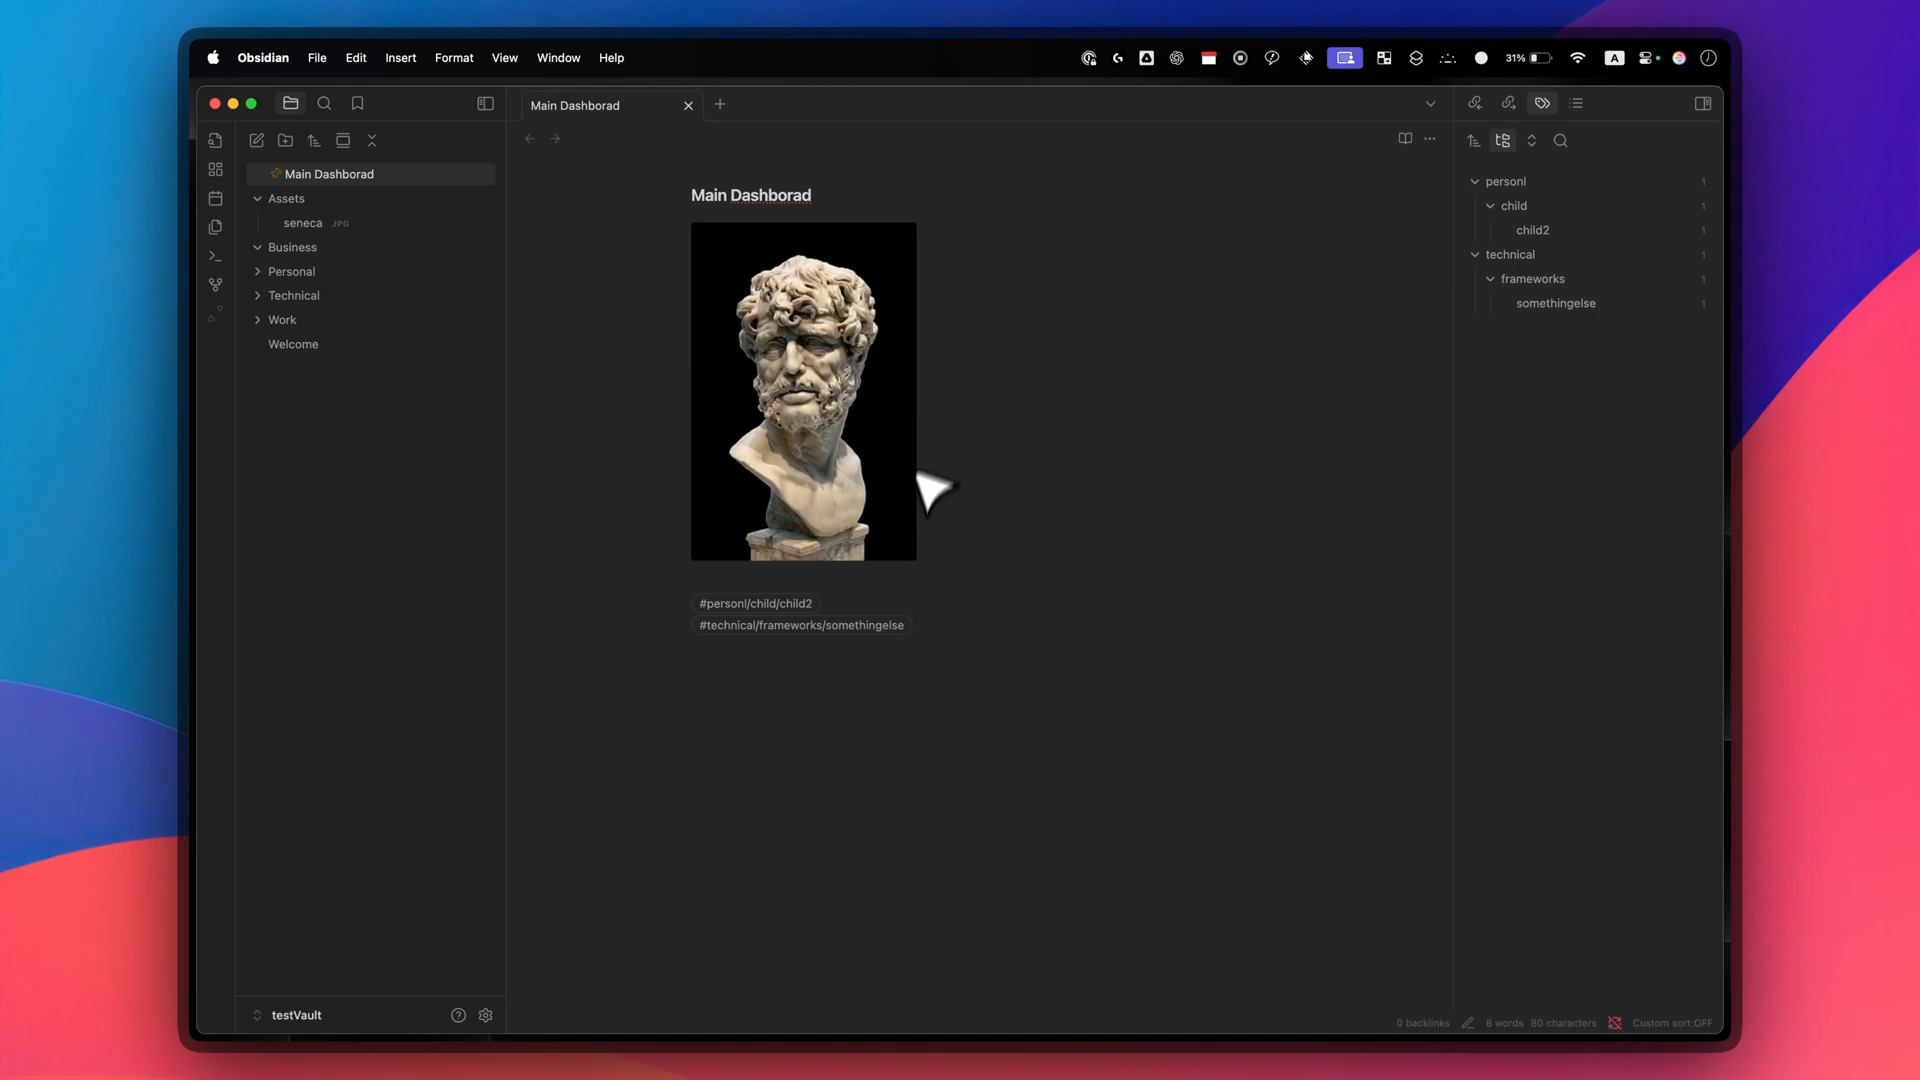 Obsidian File Edit Insert Format View Window Help
31% A
Main Dashborad
Main Dashborad
Assets
seneca JPG
Business
Personal
Technical
Work
Welcome
testVault
Main Dashborad
#personl/child/child2
#technical/frameworks/somethingelse
personl 1
child 1
child2 1
technical 1
frameworks 1
somethingelse 1
0 backlinks 8 words 80 characters Custom sort:OFF